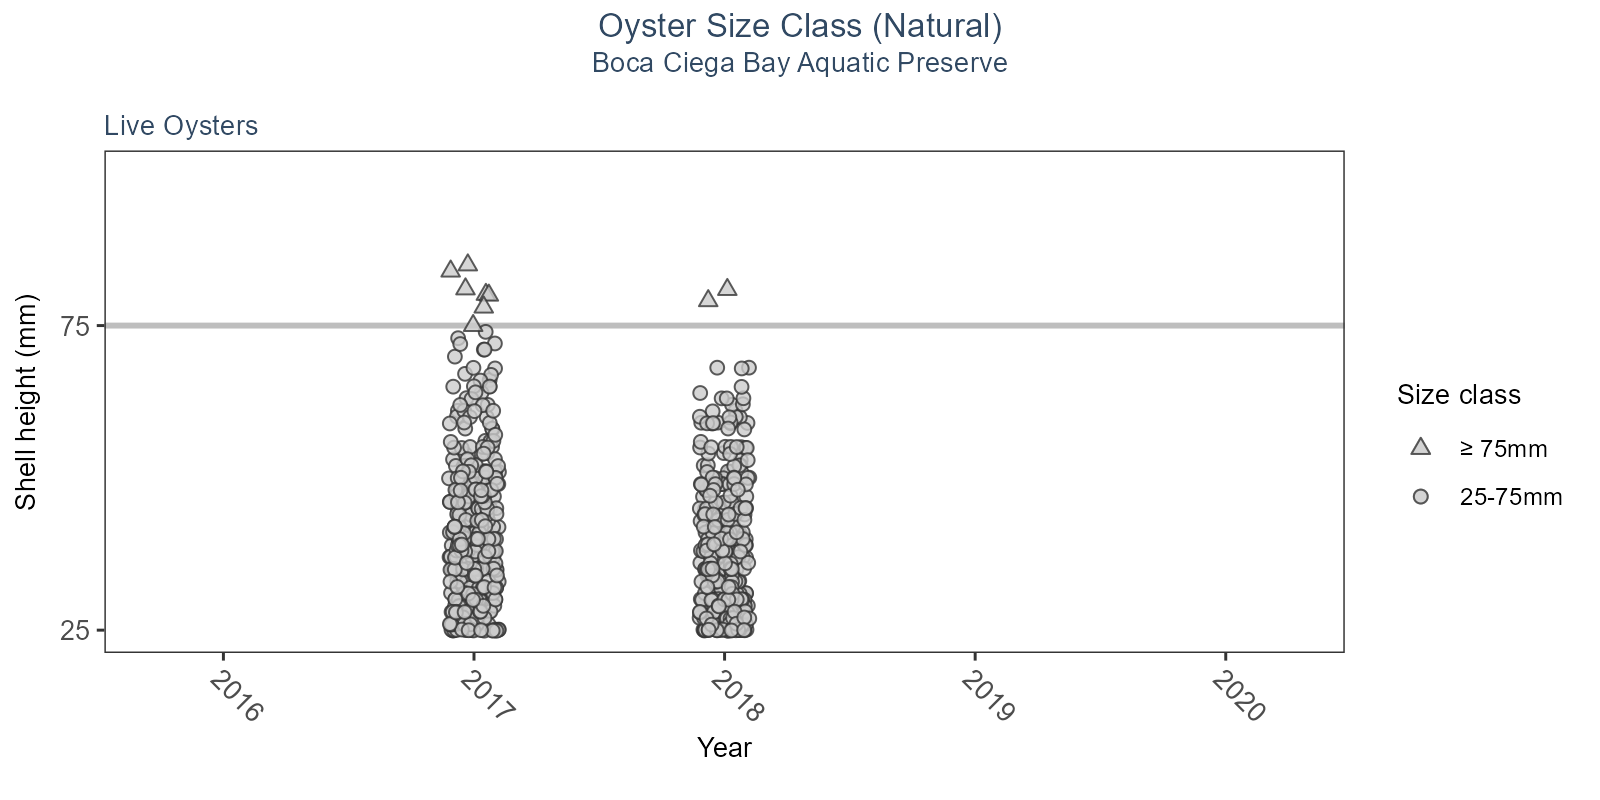 Oyster Size Class (Natural)
Boca Ciega Bay Aquatic Preserve
Live Oysters
Shell height (mm)
75
25
2016
2017
2018
2019
2020
Year
Size class
≥ 75mm
25-75mm